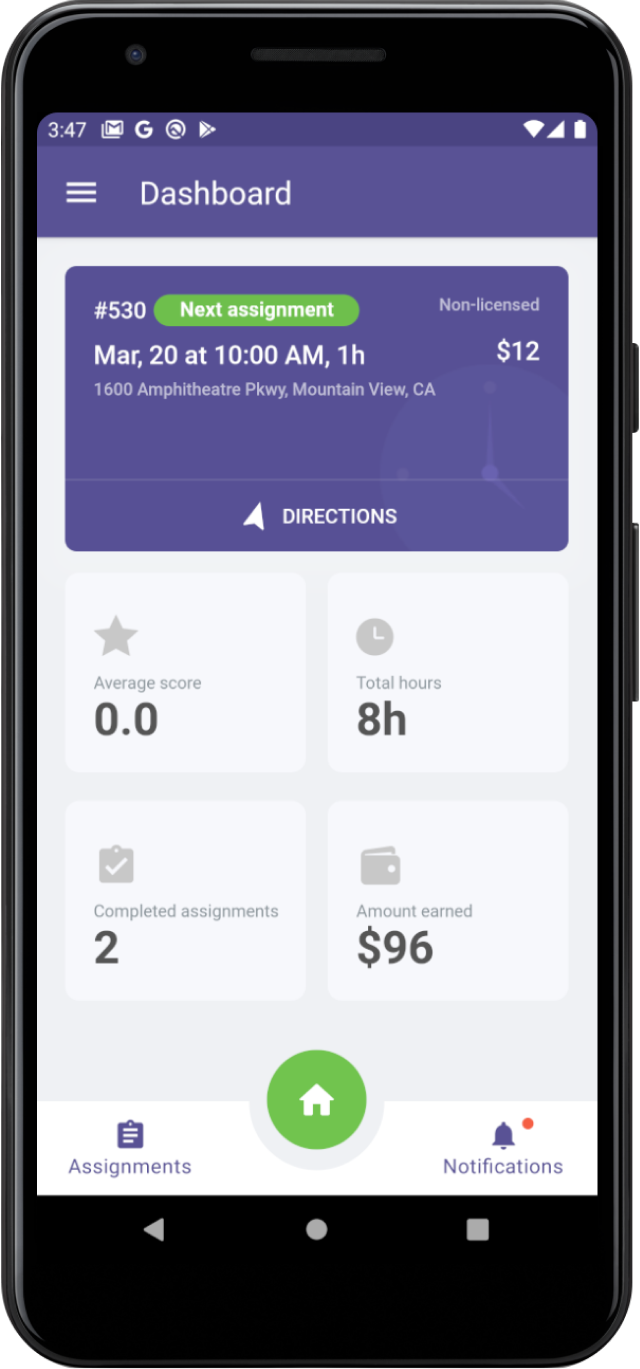 3:47
Dashboard
#530 Next assignment Non-licensed
Mar, 20 at 10:00 AM, 1h $12
1600 Amphitheatre Pkwy, Mountain View, CA
DIRECTIONS
Average score Total hours
0.0 8h
Completed assignments Amount earned
2 $96
Assignments Notifications